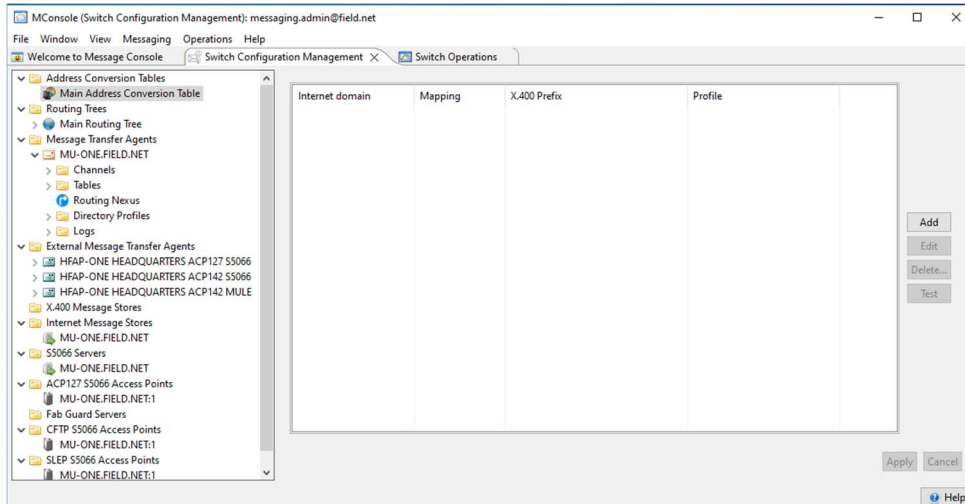 MConsole (Switch Configuration Management): messaging.admin@field.net
File Window View Messaging Operations Help
Welcome to Message Console Switch Configuration Management Switch Operations
Address Conversion Tables
Main Address Conversion Table
Routing Trees
Main Routing Tree
Message Transfer Agents
MU-ONE.FIELD.NET
Channels
Tables
Routing Nexus
Directory Profiles
Logs
External Message Transfer Agents
HFAP-ONE HEADQUARTERS ACP127 S5066
HFAP-ONE HEADQUARTERS ACP142 S5066
HFAP-ONE HEADQUARTERS ACP142 MULE
X.400 Message Stores
Internet Message Stores
MU-ONE.FIELD.NET
S5066 Servers
MU-ONE.FIELD.NET
ACP127 S5066 Access Points
MU-ONE.FIELD.NET:1
Fab Guard Servers
CFTP S5066 Access Points
MU-ONE.FIELD.NET:1
SLEP S5066 Access Points
MU-ONE.FIELD.NET:1
Internet domain Mapping X.400 Prefix Profile
Add
Edit
Delete...
Test
Apply Cancel
Help